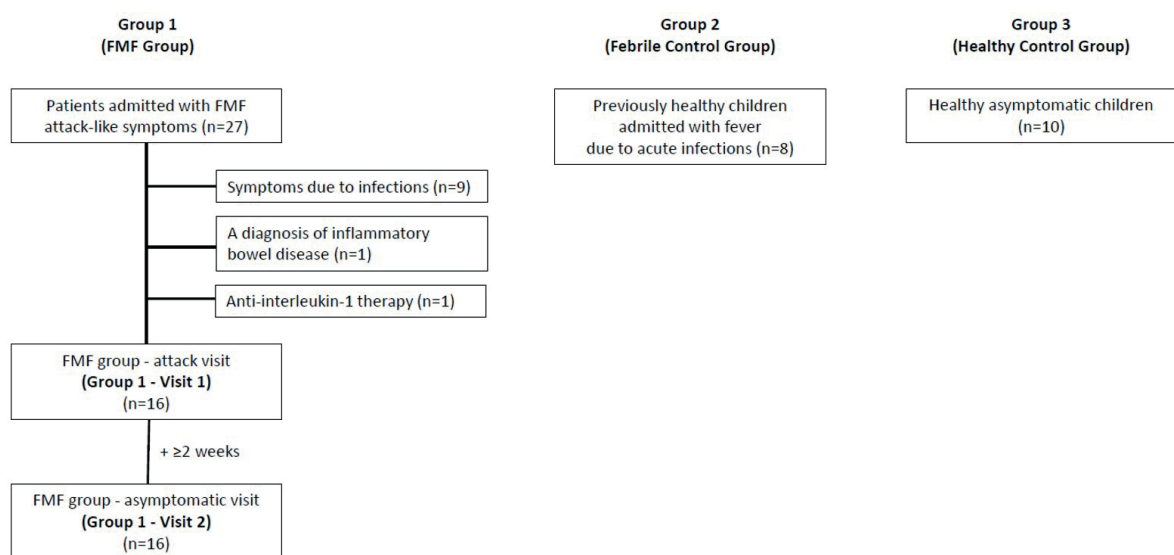 Group 1
(FMF Group)
Group 2
(Febrile Control Group)
Group 3
(Healthy Control Group)
Patients admitted with FMF
attack-like symptoms (n=27)
Previously healthy children
admitted with fever
due to acute infections (n=8)
Healthy asymptomatic children
(n=10)
Symptoms due to infections (n=9)
A diagnosis of inflammatory
bowel disease (n=1)
Anti-interleukin-1 therapy (n=1)
FMF group - attack visit
(Group 1 - Visit 1)
(n=16)
+ ≥2 weeks
FMF group - asymptomatic visit
(Group 1 - Visit 2)
(n=16)